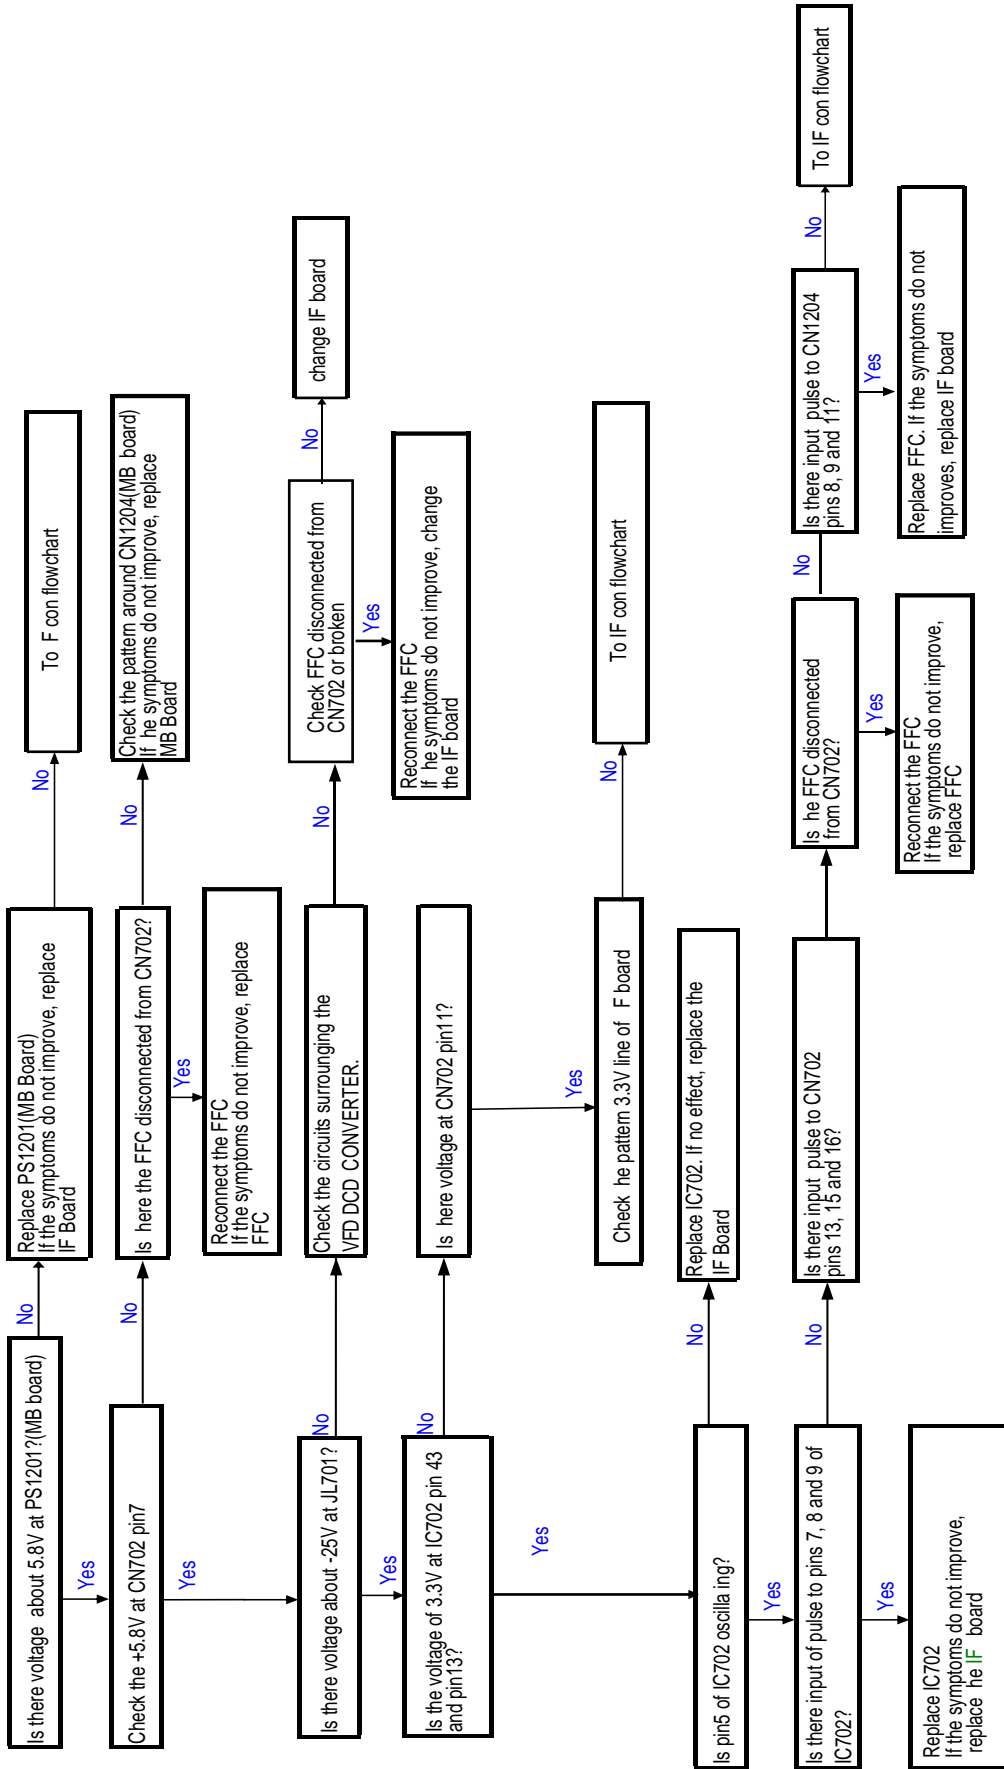 Is there voltage about 5.8V at PS1201?(MB board)
No
Replace PS1201(MB Board)
If the symptoms do not improve, replace
IF Board
No
To F con flowchart
Yes
Check the +5.8V at CN702 pin7
No
Is here the FFC disconnected from CN702?
No
Check the pattern around CN1204(MB board)
If he symptoms do not improve, replace
MB Board
Yes
Reconnect the FFC
If the symptoms do not improve, replace
FFC
Yes
Is there voltage about -25V at JL701?
No
Check the circuits surrounging the
VFD DCD CONVERTER.
No
Check FFC disconnected from
CN702 or broken
No
change IF board
Yes
Reconnect the FFC
If he symptoms do not improve, change
the IF board
Yes
Is the voltage of 3.3V at IC702 pin 43
and pin13?
No
Is here voltage at CN702 pin11?
Yes
Check he pattern 3.3V line of F board
No
To IF con flowchart
Yes
Is pin5 of IC702 oscilla ing?
No
Replace IC702. If no effect, replace the
IF Board
Yes
Is there input of pulse to pins 7, 8 and 9 of
IC702?
No
Is there input pulse to CN702
pins 13, 15 and 16?
Is he FFC disconnected
from CN702?
No
Is there input pulse to CN1204
pins 8, 9 and 11?
No
To IF con flowchart
Yes
Reconnect the FFC
If the symptoms do not improve,
replace FFC
Yes
Replace FFC. If the symptoms do not
improves, replace IF board
Yes
Replace IC702
If the symptoms do not improve,
replace he IF board